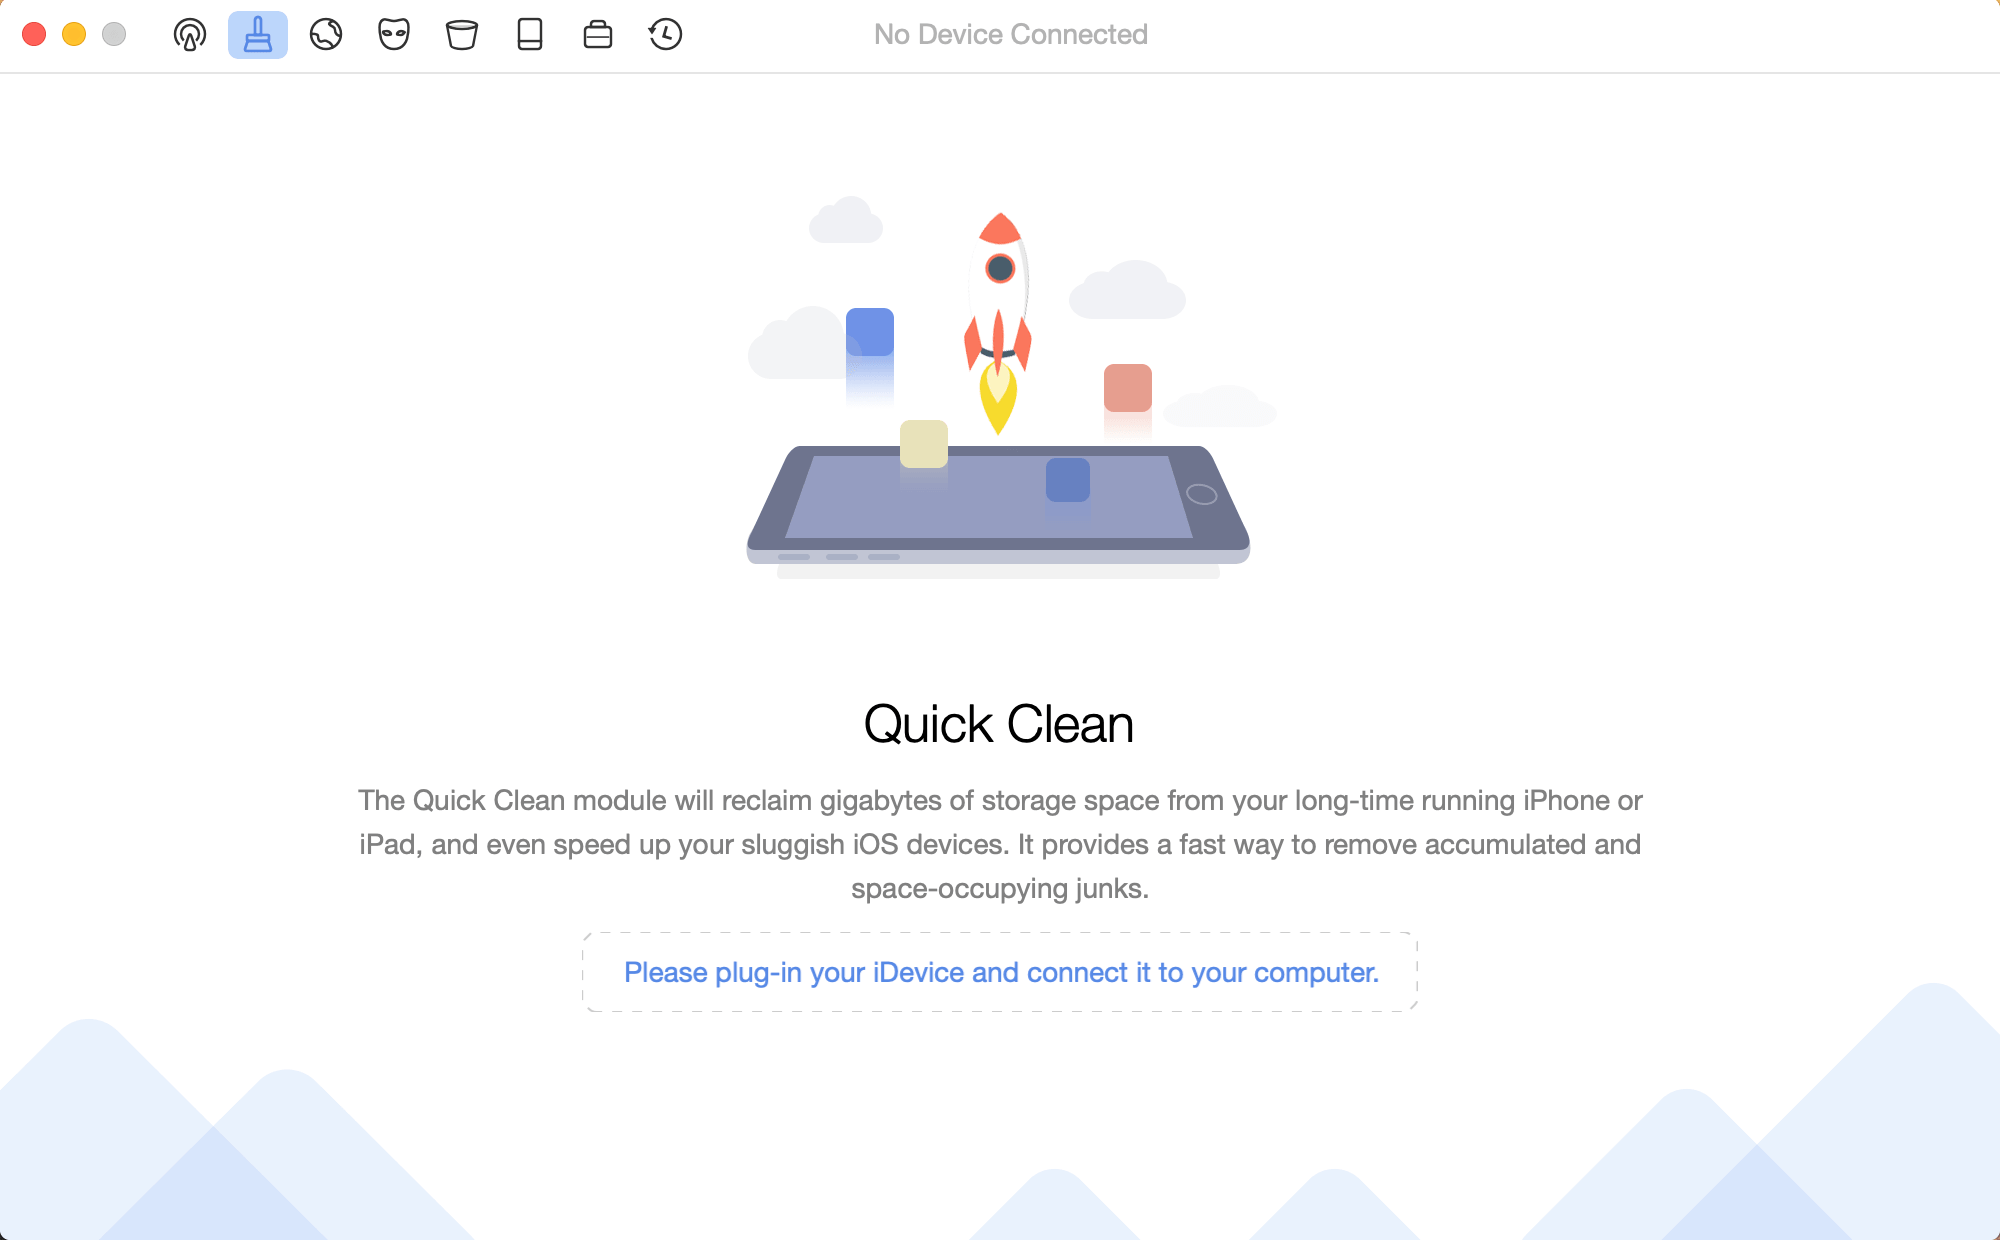 No Device Connected
Quick Clean
The Quick Clean module will reclaim gigabytes of storage space from your long-time running iPhone or
iPad, and even speed up your sluggish iOS devices. It provides a fast way to remove accumulated and
space-occupying junks.
Please plug-in your iDevice and connect it to your computer.